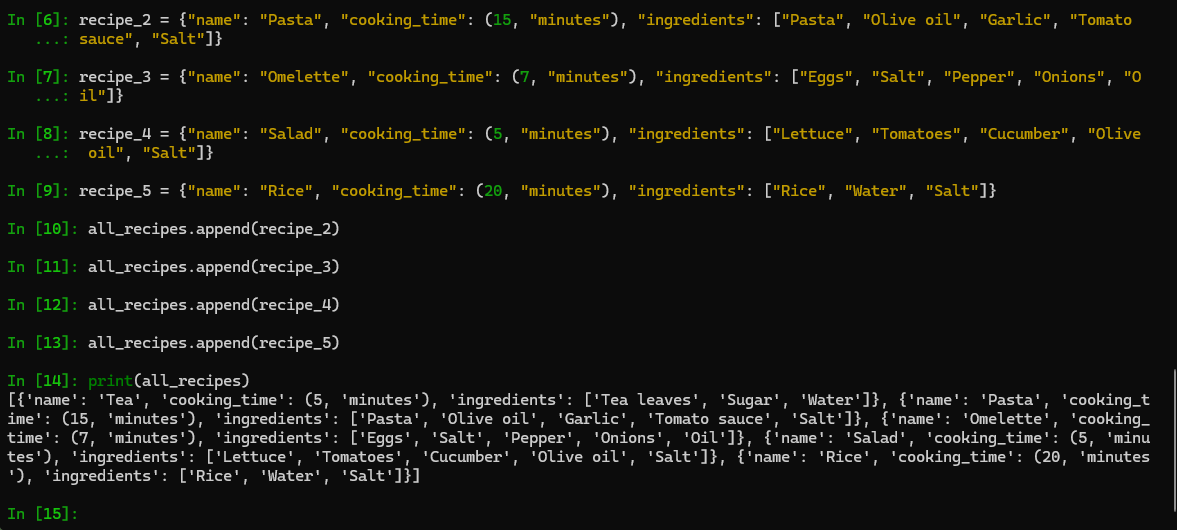 In [6]: recipe_2 = {"name": "Pasta", "cooking_time": (15, "minutes"), "ingredients": ["Pasta", "Olive oil", "Garlic", "Tomato
   ...: sauce", "Salt"]}
In [7]: recipe_3 = {"name": "Omelette", "cooking_time": (7, "minutes"), "ingredients": ["Eggs", "Salt", "Pepper", "Onions", "O
   ...: il"]}
In [8]: recipe_4 = {"name": "Salad", "cooking_time": (5, "minutes"), "ingredients": ["Lettuce", "Tomatoes", "Cucumber", "Olive
   ...:  oil", "Salt"]}
In [9]: recipe_5 = {"name": "Rice", "cooking_time": (20, "minutes"), "ingredients": ["Rice", "Water", "Salt"]}
In [10]: all_recipes.append(recipe_2)
In [11]: all_recipes.append(recipe_3)
In [12]: all_recipes.append(recipe_4)
In [13]: all_recipes.append(recipe_5)
In [14]: print(all_recipes)
[{'name': 'Tea', 'cooking_time': (5, 'minutes'), 'ingredients': ['Tea leaves', 'Sugar', 'Water']}, {'name': 'Pasta', 'cooking_t
ime': (15, 'minutes'), 'ingredients': ['Pasta', 'Olive oil', 'Garlic', 'Tomato sauce', 'Salt']}, {'name': 'Omelette', 'cooking_
time': (7, 'minutes'), 'ingredients': ['Eggs', 'Salt', 'Pepper', 'Onions', 'Oil']}, {'name': 'Salad', 'cooking_time': (5, 'minu
tes'), 'ingredients': ['Lettuce', 'Tomatoes', 'Cucumber', 'Olive oil', 'Salt']}, {'name': 'Rice', 'cooking_time': (20, 'minutes
'), 'ingredients': ['Rice', 'Water', 'Salt']}]
In [15]: